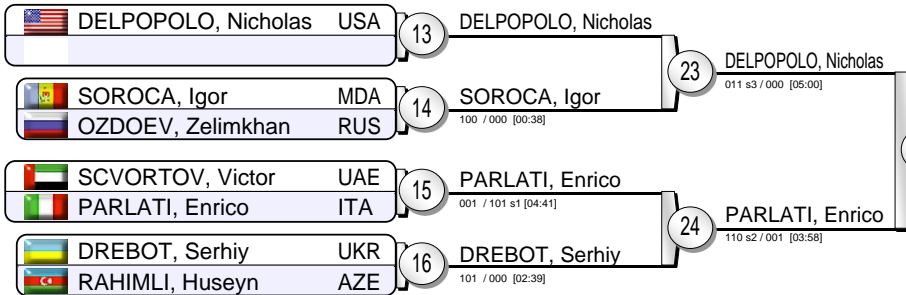 DELPOPOLO, Nicholas USA
13
DELPOPOLO, Nicholas
SOROCA, Igor MDA
OZDOEV, Zelimkhan RUS
14
SOROCA, Igor
100 / 000 [00:38]
23
DELPOPOLO, Nicholas
011 s3 / 000 [05:00]
SCVORTOV, Victor UAE
PARLATI, Enrico ITA
15
PARLATI, Enrico
001 / 101 s1 [04:41]
DREBOT, Serhiy UKR
RAHIMLI, Huseyn AZE
16
DREBOT, Serhiy
101 / 000 [02:39]
24
PARLATI, Enrico
110 s2 / 001 [03:58]